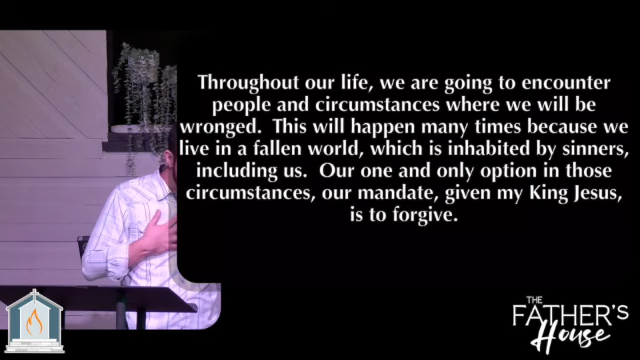 Throughout our life, we are going to encounter
people and circumstances where we will be
wronged. This will happen many times because we
live in a fallen world, which is inhabited by sinners,
including us. Our one and only option in those
circumstances, our mandate, given my King Jesus,
is to forgive.
THE
FATHER'S
House